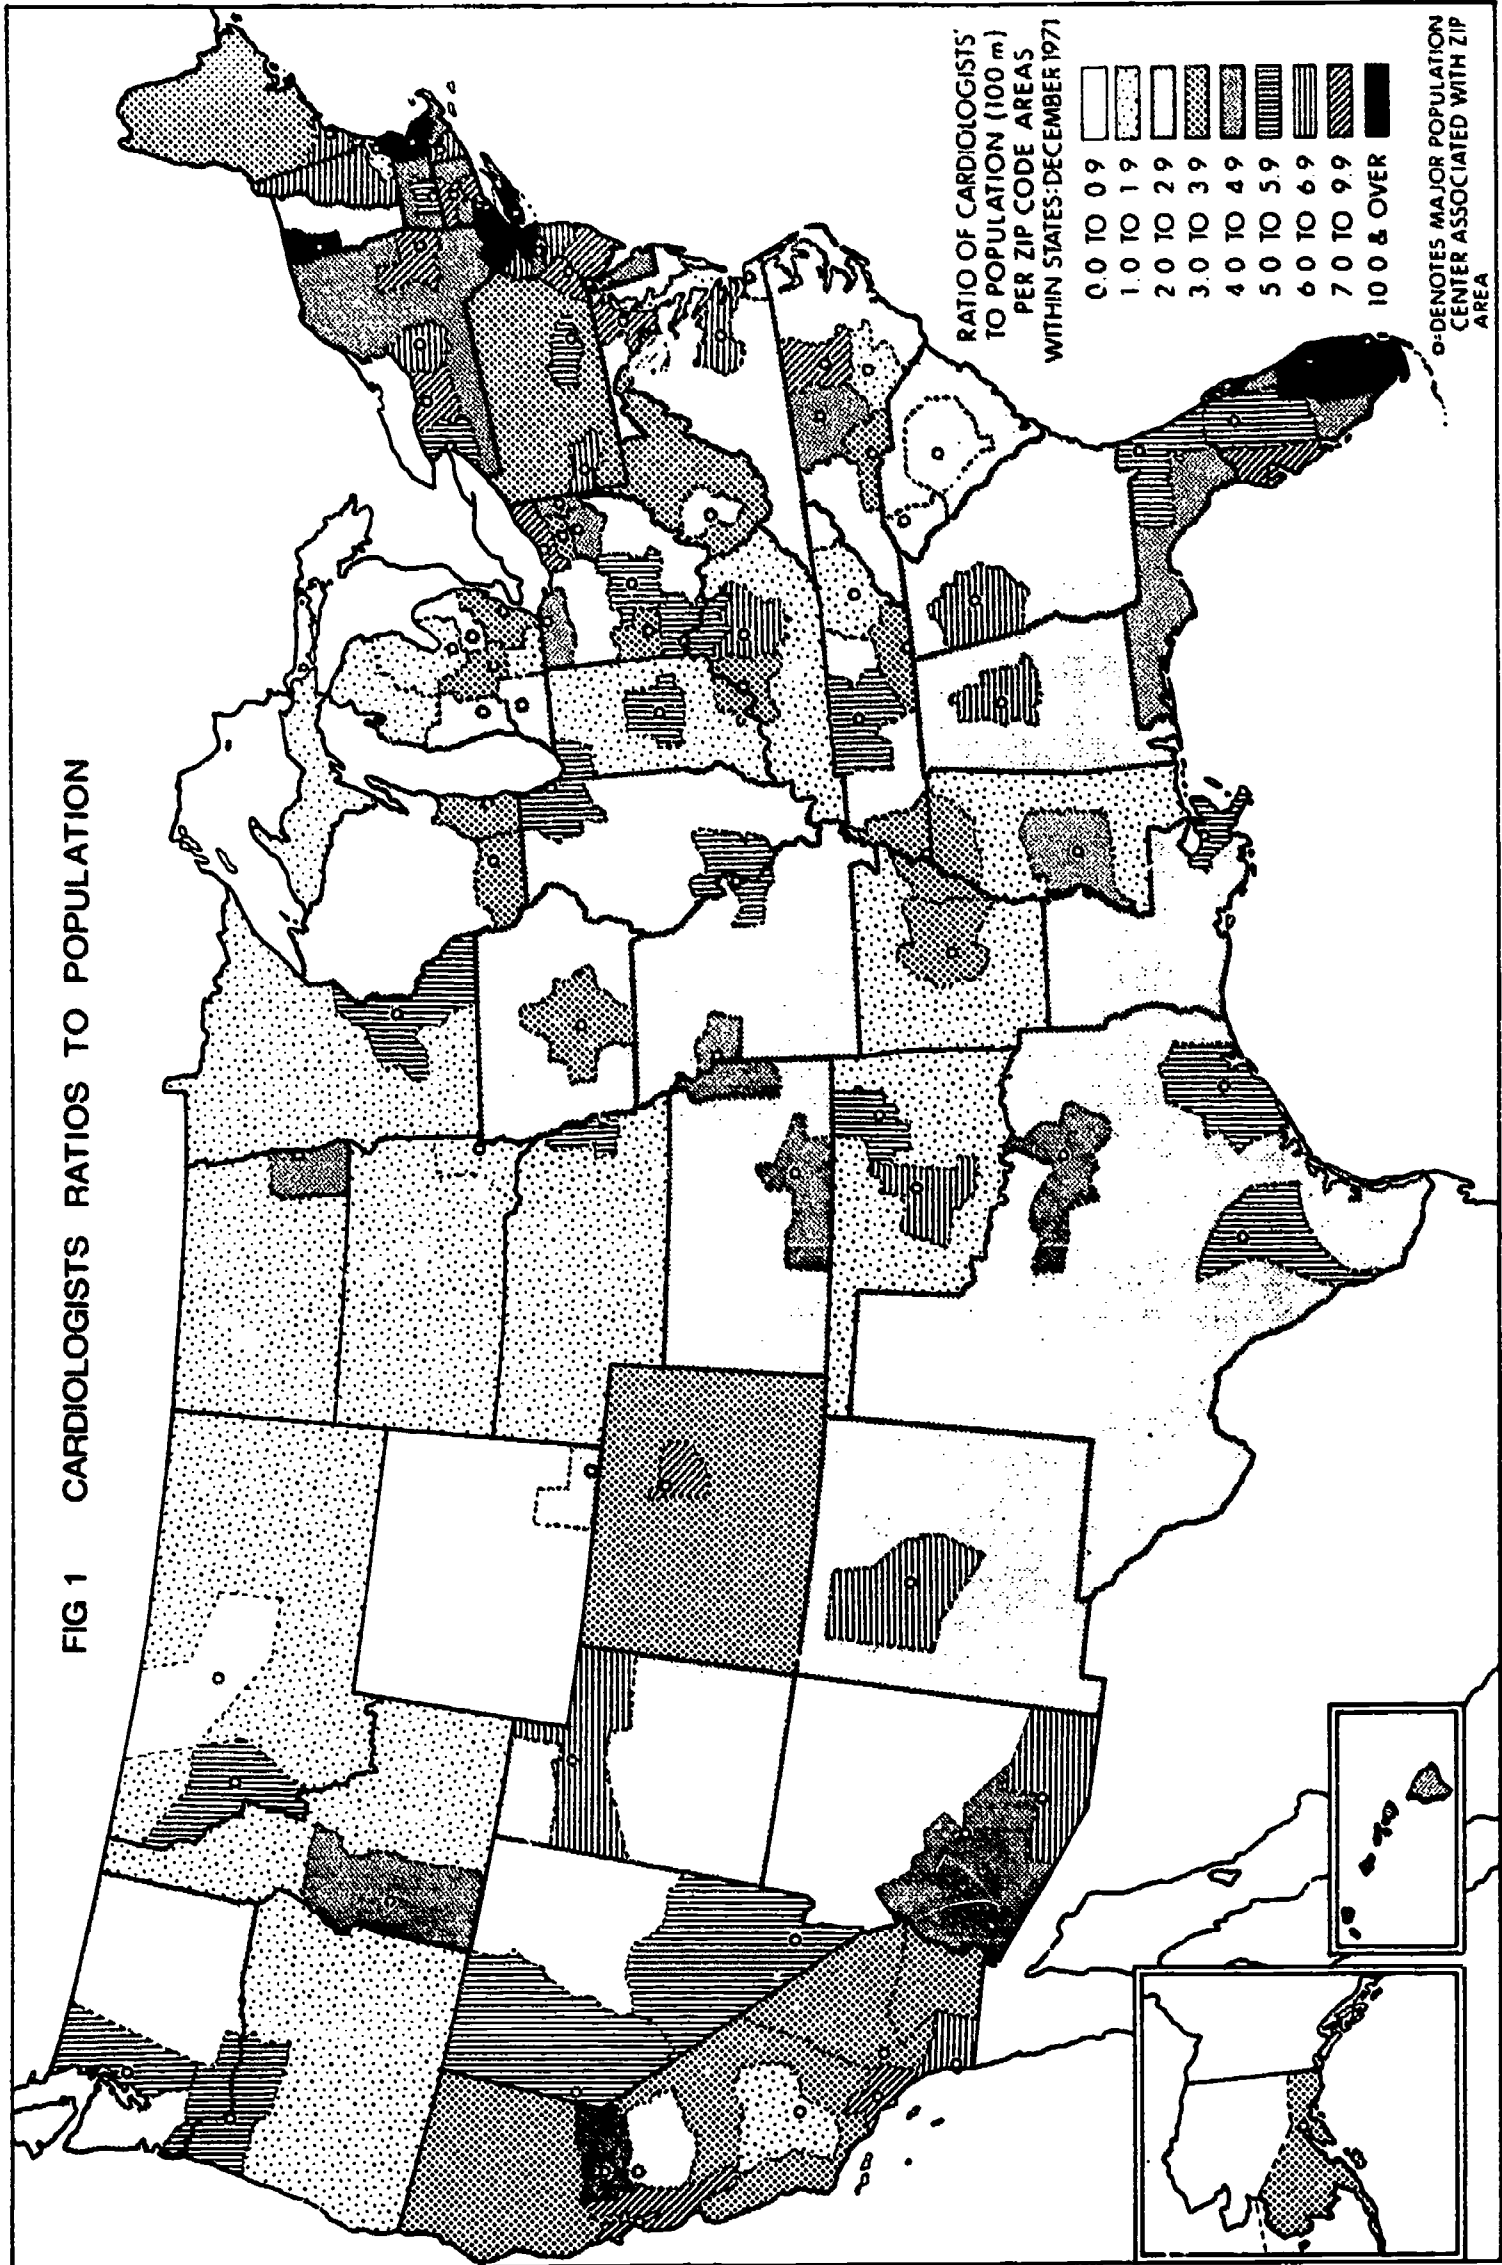 FIG 1 CARDIOLOGISTS RATIOS TO POPULATION
RATIO OF CARDIOLOGISTS'
TO POPULATION (100 m)
PER ZIP CODE AREAS
WITHIN STATES:DECEMBER 1971
0.0 TO 0 9
1.0 TO 1 9
2 0 TO 2 9
3.0 TO 3 9
4 0 TO 4.9
5 0 TO 5.9
6 0 TO 6.9
7 0 TO 9.9
10 0 & OVER
o=DENOTES MAJOR POPULATION
CENTER ASSOCIATED WITH ZIP
AREA